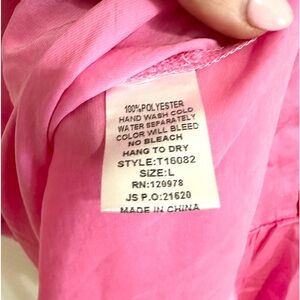 100%POLYESTER
HAND WASH COLD
WATER SEPARATELY
COLOR WILL BLEED
NO BLEACH
HANG TO DRY
STYLE:T16082
SIZE:L
RN:120978
JS P.O:21620
MADE IN CHINA